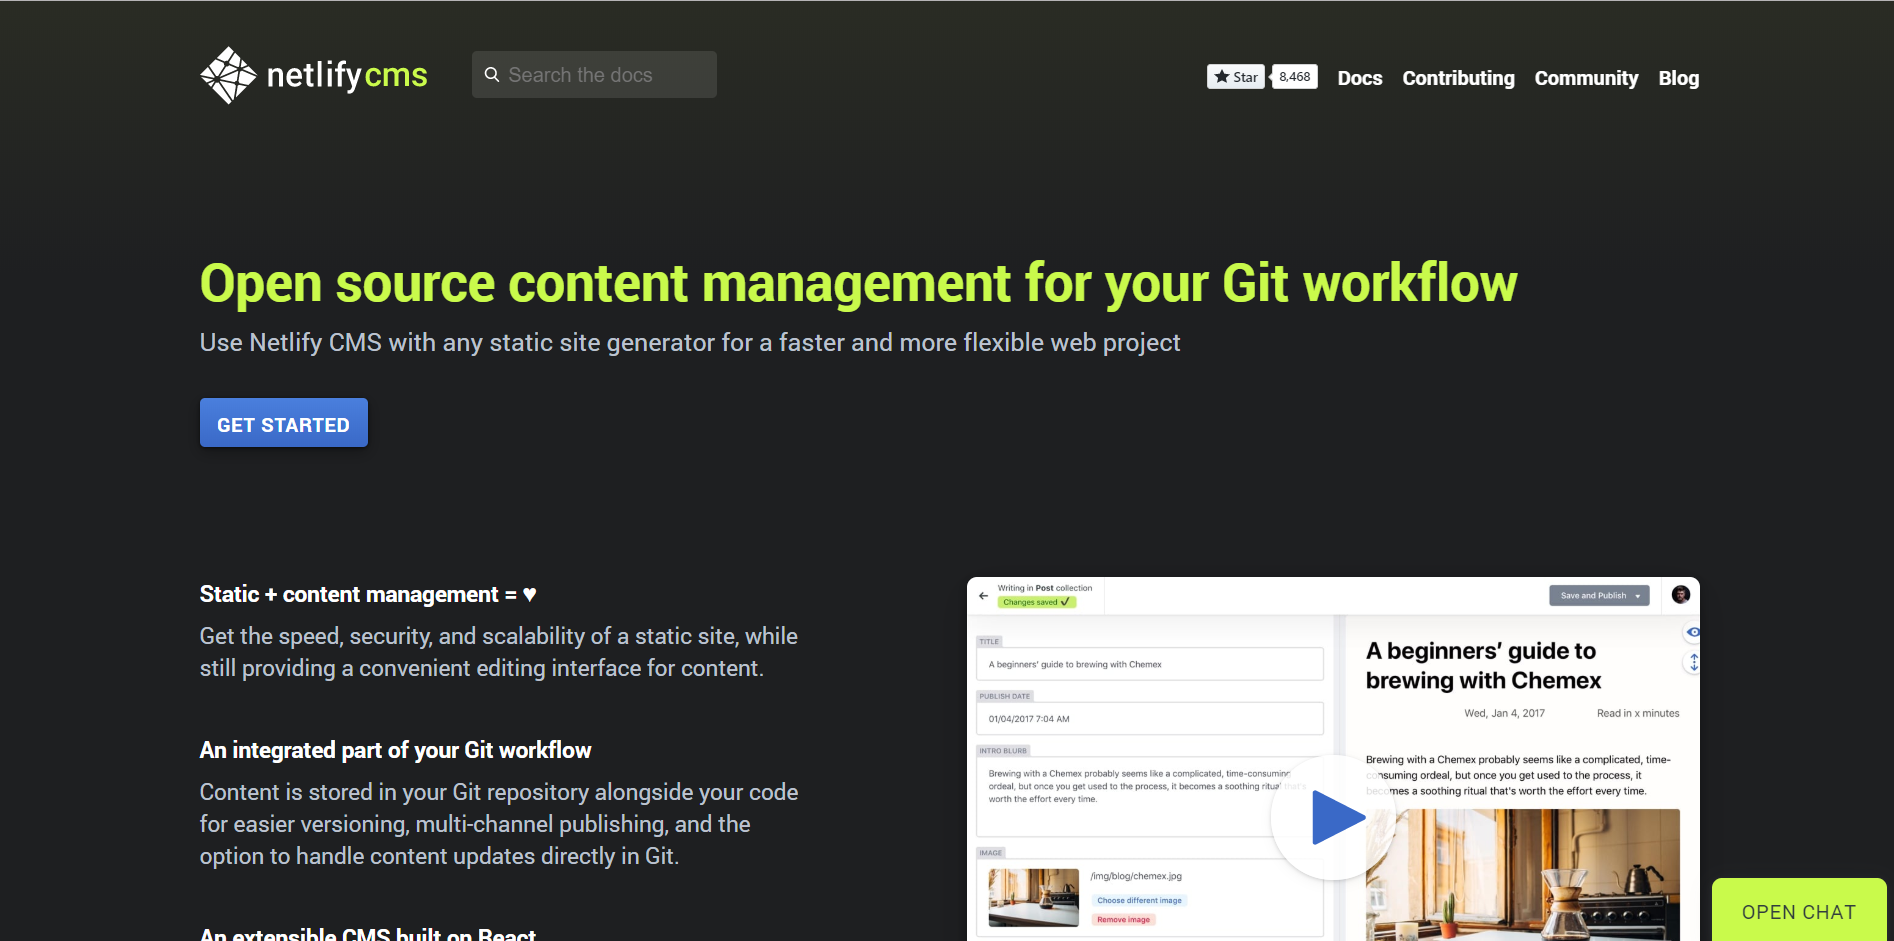 netlifycms
Search the docs
Star
8,468
Docs
Contributing
Community
Blog
Open source content management for your Git workflow
Use Netlify CMS with any static site generator for a faster and more flexible web project
GET STARTED
Static + content management = ♥
Get the speed, security, and scalability of a static site, while
still providing a convenient editing interface for content.
An integrated part of your Git workflow
Content is stored in your Git repository alongside your code
for easier versioning, multi-channel publishing, and the
option to handle content updates directly in Git.
An extensible CMS built on React
Writing in Post collection
Changes saved ✓
Save and Publish
TITLE
A beginners' guide to brewing with Chemex
PUBLISH DATE
01/04/2017 7:04 AM
INTRO BLURB
Brewing with a Chemex probably seems like a complicated, time-consuming
ordeal, but once you get used to the process, it becomes a soothing ritual that's
worth the effort every time.
IMAGE
/img/blog/chemex.jpg
Choose different image
Remove image
A beginners' guide to
brewing with Chemex
Wed, Jan 4, 2017
Read in x minutes
Brewing with a Chemex probably seems like a complicated, time-
consuming ordeal, but once you get used to the process, it
becomes a soothing ritual that's worth the effort every time.
OPEN CHAT